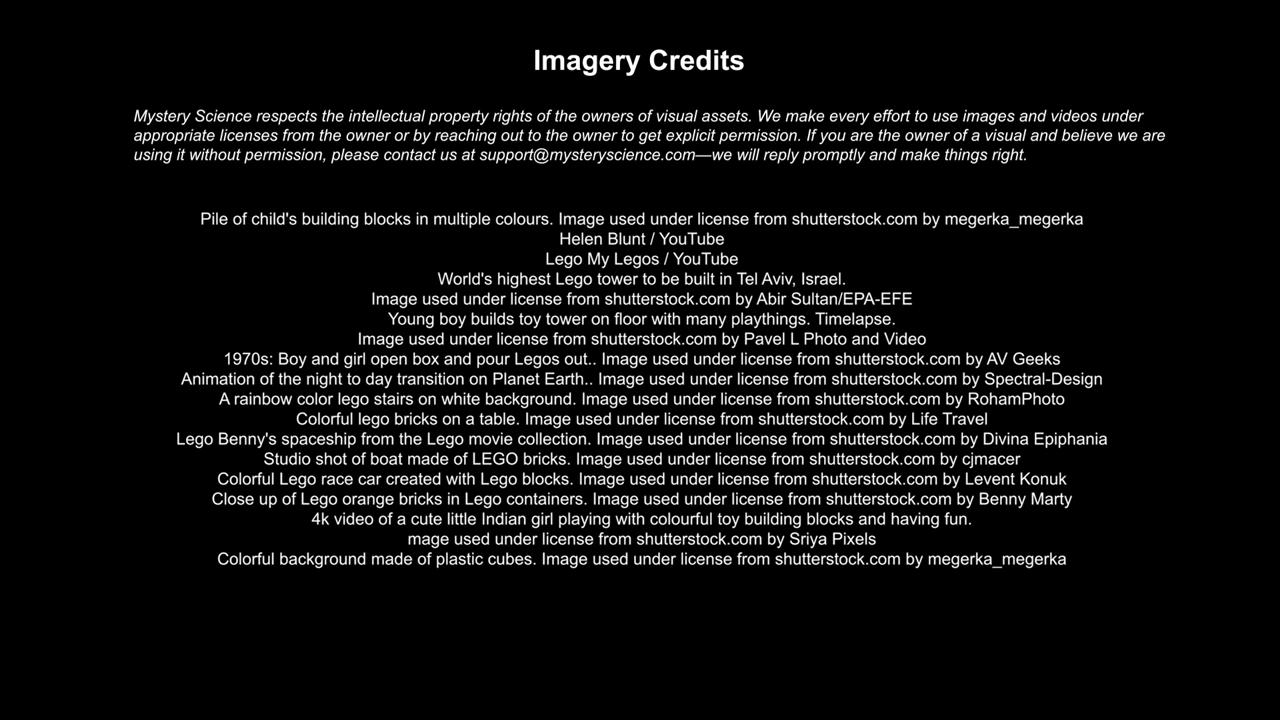 Imagery Credits
Mystery Science respects the intellectual property rights of the owners of visual assets. We make every effort to use images and videos under
appropriate licenses from the owner or by reaching out to the owner to get explicit permission. If you are the owner of a visual and believe we are
using it without permission, please contact us at support@mysteryscience.com—we will reply promptly and make things right.
Pile of child's building blocks in multiple colours. Image used under license from shutterstock.com by megerka_megerka
Helen Blunt / YouTube
Lego My Legos / YouTube
World's highest Lego tower to be built in Tel Aviv, Israel.
Image used under license from shutterstock.com by Abir Sultan/EPA-EFE
Young boy builds toy tower on floor with many playthings. Timelapse.
Image used under license from shutterstock.com by Pavel L Photo and Video
1970s: Boy and girl open box and pour Legos out.. Image used under license from shutterstock.com by AV Geeks
Animation of the night to day transition on Planet Earth.. Image used under license from shutterstock.com by Spectral-Design
A rainbow color lego stairs on white background. Image used under license from shutterstock.com by RohamPhoto
Colorful lego bricks on a table. Image used under license from shutterstock.com by Life Travel
Lego Benny's spaceship from the Lego movie collection. Image used under license from shutterstock.com by Divina Epiphania
Studio shot of boat made of LEGO bricks. Image used under license from shutterstock.com by cjmacer
Colorful Lego race car created with Lego blocks. Image used under license from shutterstock.com by Levent Konuk
Close up of Lego orange bricks in Lego containers. Image used under license from shutterstock.com by Benny Marty
4k video of a cute little Indian girl playing with colourful toy building blocks and having fun.
mage used under license from shutterstock.com by Sriya Pixels
Colorful background made of plastic cubes. Image used under license from shutterstock.com by megerka_megerka